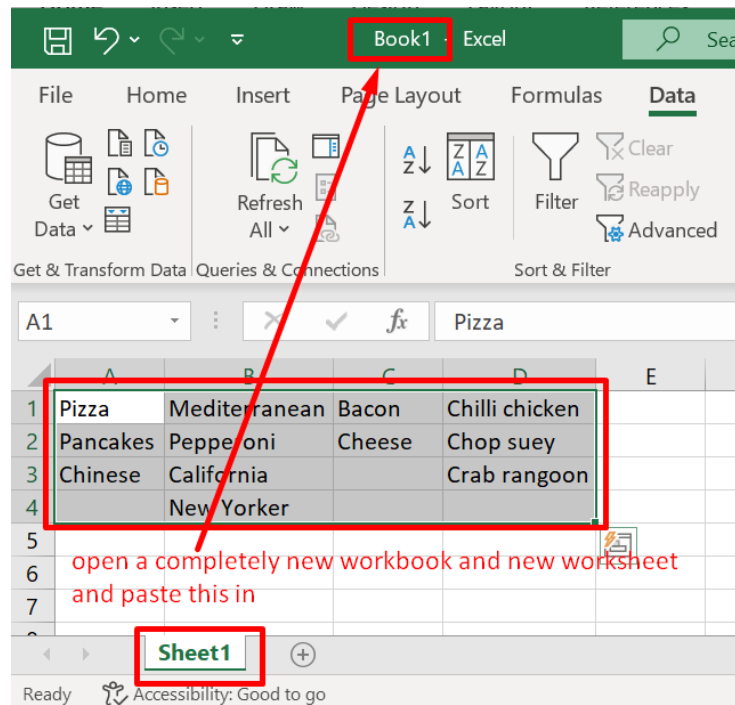 Book1 - Excel
Sea
File Home Insert Page Layout Formulas Data
Get Data
Refresh All
Sort
Filter
Clear
Reapply
Advanced
Get & Transform Data Queries & Connections Sort & Filter
A1 fx Pizza
A B C D E
1 Pizza Mediterranean Bacon Chilli chicken
2 Pancakes Pepperoni Cheese Chop suey
3 Chinese California Crab rangoon
4 New Yorker
5
6
7
open a completely new workbook and new worksheet
and paste this in
Sheet1
Ready Accessibility: Good to go